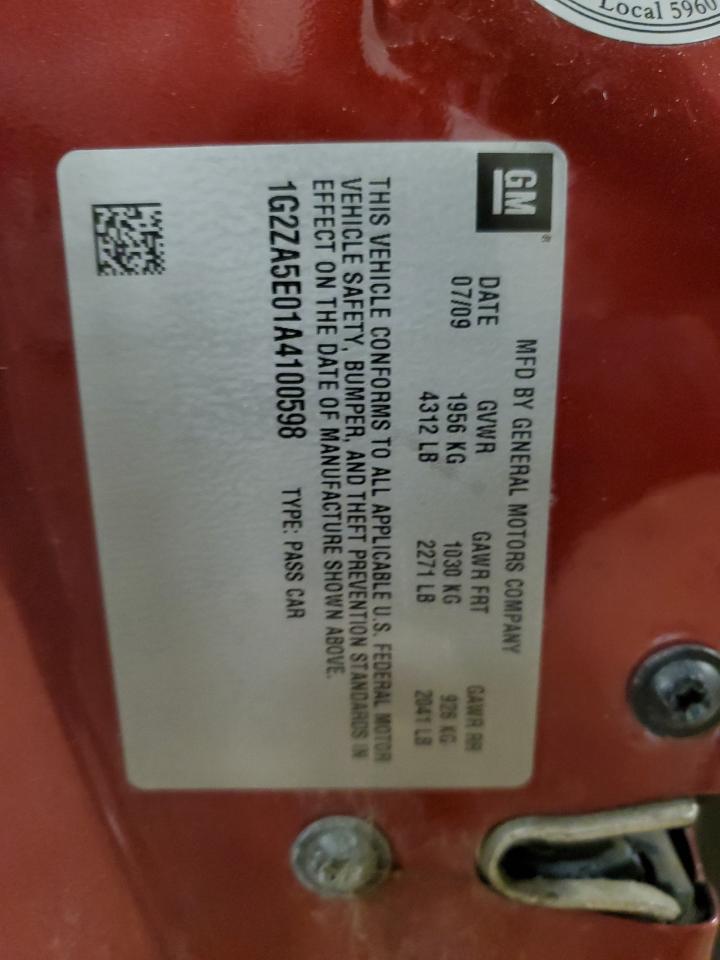 Local 5960
GM®
MFD BY GENERAL MOTORS COMPANY
DATE GVWR GAWR FRT GAWR RR
07/09 1956 KG 1030 KG 926 KG
4312 LB 2271 LB 2041 LB
THIS VEHICLE CONFORMS TO ALL APPLICABLE U.S. FEDERAL MOTOR
VEHICLE SAFETY, BUMPER, AND THEFT PREVENTION STANDARDS IN
EFFECT ON THE DATE OF MANUFACTURE SHOWN ABOVE.
1G2ZA5E01A4100598 TYPE: PASS CAR